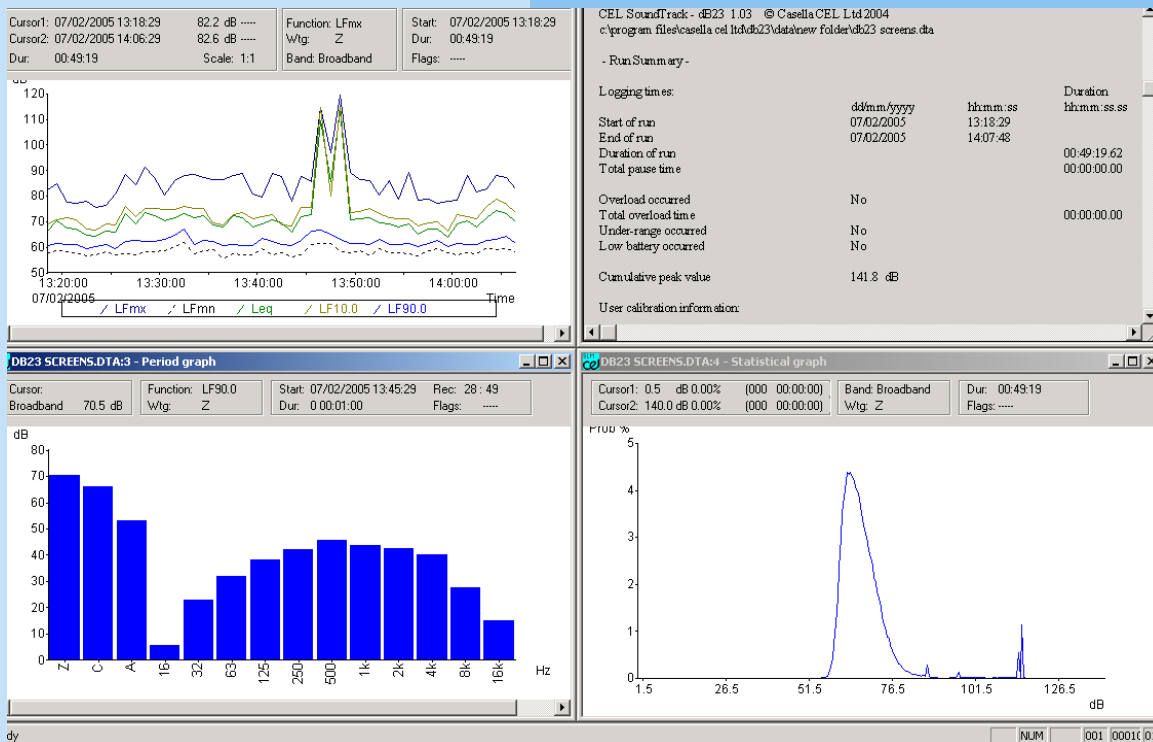 Cursor1: 07/02/2005 13:18:29 82.2 dB -----
Cursor2: 07/02/2005 14:06:29 82.6 dB -----
Dur: 00:49:19 Scale: 1:1
Function: LFmx
Wtg: Z
Band: Broadband
Start: 07/02/2005 13:18:29
Dur: 00:49:19
Flags: -----
dB
120
110
100
90
80
70
60
50
13:20:00 13:30:00 13:40:00 13:50:00 14:00:00
07/02/2005 Time
LFmx LFmn Leq LF10.0 LF90.0
CEL SoundTrack - dB23 1.03 © Casella CEL Ltd 2004
c:\program files\casella cel ltd\db23\data\new folder\db23 screens.dta
- Run Summary -
Logging times: Duration
dd/mm/yyyy hh:mm:ss hh:mm:ss.ss
Start of run 07/02/2005 13:18:29
End of run 07/02/2005 14:07:48
Duration of run 00:49:19.62
Total pause time 00:00:00.00
Overload occurred No
Total overload time 00:00:00.00
Under-range occurred No
Low battery occurred No
Cumulative peak value 141.8 dB
User calibration information:
DB23 SCREENS.DTA:3 - Period graph
Cursor:
Broadband 70.5 dB
Function: LF90.0
Wtg: Z
Start: 07/02/2005 13:45:29 Rec: 28 : 49
Dur: 0 00:01:00 Flags: -----
dB
80
70
60
50
40
30
20
10
0
Z C A 16 32 63 125 250 500 1k 2k 4k 8k 16k Hz
cel DB23 SCREENS.DTA:4 - Statistical graph
Cursor1: 0.5 dB 0.00% (000 00:00:00)
Cursor2: 140.0 dB 0.00% (000 00:00:00)
Band: Broadband
Wtg: Z
Dur: 00:49:19
Flags: -----
Prob %
5
4
3
2
1
0
1.5 26.5 51.5 76.5 101.5 126.5
dB
dy NUM 001